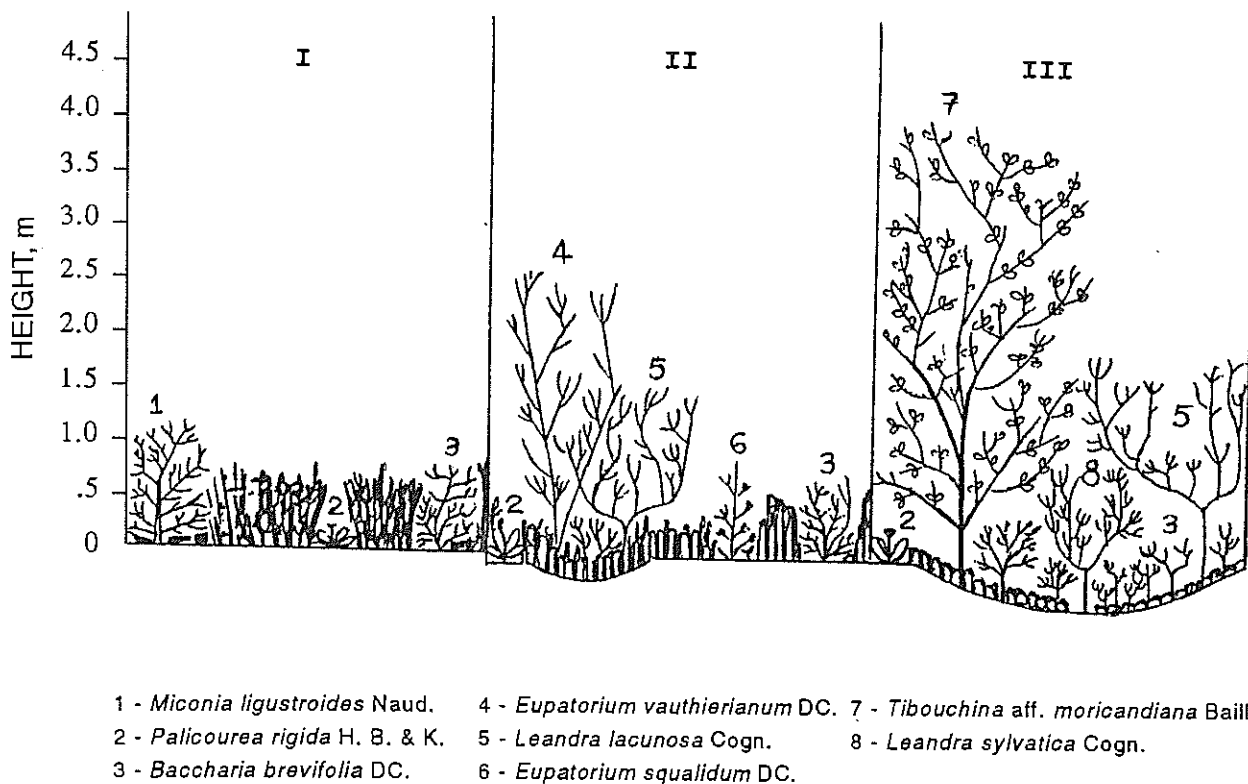 I II III
4.5
4.0
3.5
3.0
2.5
2.0
1.5
1.0
.5
0
HEIGHT, m
1 2 3
2 4 5 6 3
2 7 8 3 5
1 - Miconia ligustroides Naud. 4 - Eupatorium vauthierianum DC. 7 - Tibouchina aff. moricandiana Baill
2 - Palicourea rigida H. B. & K. 5 - Leandra lacunosa Cogn. 8 - Leandra sylvatica Cogn.
3 - Baccharia brevifolia DC. 6 - Eupatorium squalidum DC.